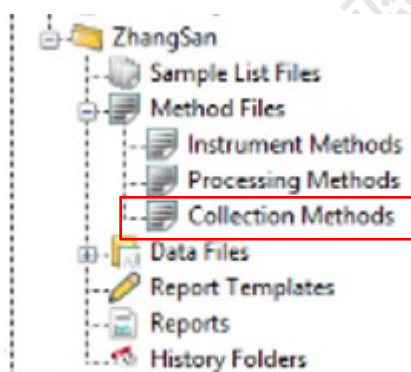 ZhangSan
Sample List Files
Method Files
Instrument Methods
Processing Methods
Collection Methods
Data Files
Report Templates
Reports
History Folders